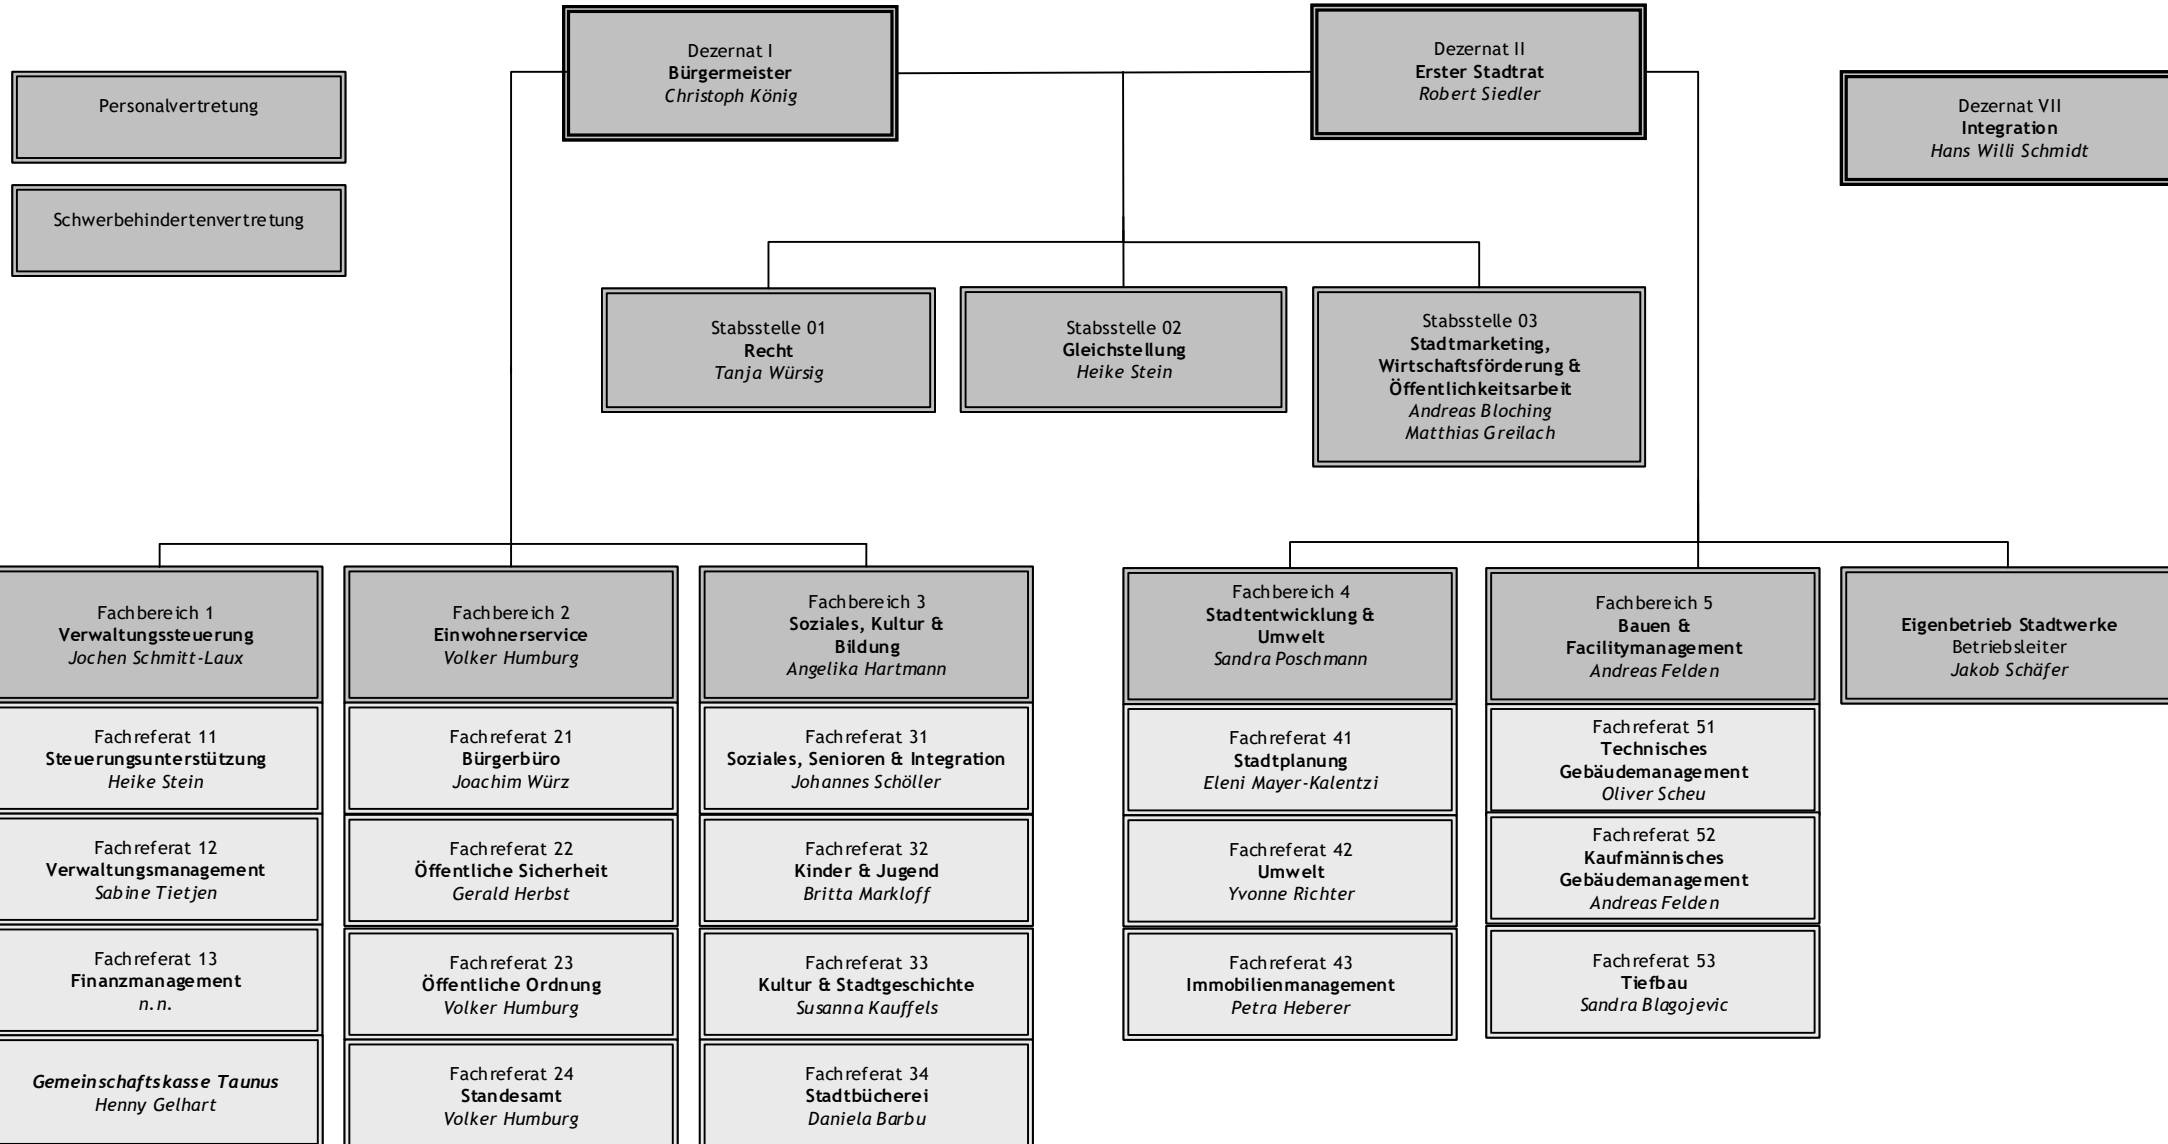 Dezernat I
Bürgermeister
Christoph König
Dezernat II
Erster Stadtrat
Robert Siedler
Personalvertretung
Dezernat VII
Integration
Hans Willi Schmidt
Schwerbehindertenvertretung
Stabsstelle 01
Recht
Tanja Würsig
Stabsstelle 02
Gleichstellung
Heike Stein
Stabsstelle 03
Stadtmarketing,
Wirtschaftsförderung &
Öffentlichkeitsarbeit
Andreas Bloching
Matthias Greilach
Fachbereich 1
Verwaltungssteuerung
Jochen Schmitt-Laux
Fachreferat 11
Steuerungsunterstützung
Heike Stein
Fachreferat 12
Verwaltungsmanagement
Sabine Tietjen
Fachreferat 13
Finanzmanagement
n.n.
Gemeinschaftskasse Taunus
Henny Gelhart
Fachbereich 2
Einwohnerservice
Volker Humburg
Fachreferat 21
Bürgerbüro
Joachim Würz
Fachreferat 22
Öffentliche Sicherheit
Gerald Herbst
Fachreferat 23
Öffentliche Ordnung
Volker Humburg
Fachreferat 24
Standesamt
Volker Humburg
Fachbereich 3
Soziales, Kultur &
Bildung
Angelika Hartmann
Fachreferat 31
Soziales, Senioren & Integration
Johannes Schöller
Fachreferat 32
Kinder & Jugend
Britta Markloff
Fachreferat 33
Kultur & Stadtgeschichte
Susanna Kauffels
Fachreferat 34
Stadtbücherei
Daniela Barbu
Fachbereich 4
Stadtentwicklung &
Umwelt
Sandra Poschmann
Fachreferat 41
Stadtplanung
Eleni Mayer-Kalentzi
Fachreferat 42
Umwelt
Yvonne Richter
Fachreferat 43
Immobilienmanagement
Petra Heberer
Fachbereich 5
Bauen &
Facilitymanagement
Andreas Felden
Fachreferat 51
Technisches
Gebäudemanagement
Oliver Scheu
Fachreferat 52
Kaufmännisches
Gebäudemanagement
Andreas Felden
Fachreferat 53
Tiefbau
Sandra Blagojevic
Eigenbetrieb Stadtwerke
Betriebsleiter
Jakob Schäfer